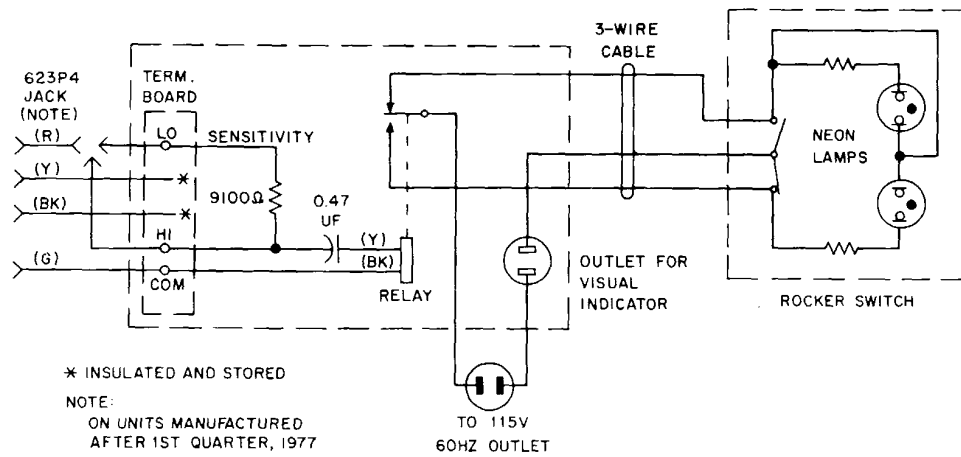 3-WIRE
CABLE
623P4
JACK
(NOTE)
TERM.
BOARD
(R)
LO
SENSITIVITY
(Y)
(BK)
9100Ω
0.47
UF
NEON
LAMPS
HI
(Y)
(BK)
(G)
COM
RELAY
OUTLET FOR
VISUAL
INDICATOR
ROCKER SWITCH
* INSULATED AND STORED
NOTE:
ON UNITS MANUFACTURED
AFTER 1ST QUARTER, 1977
TO 115V
60HZ OUTLET